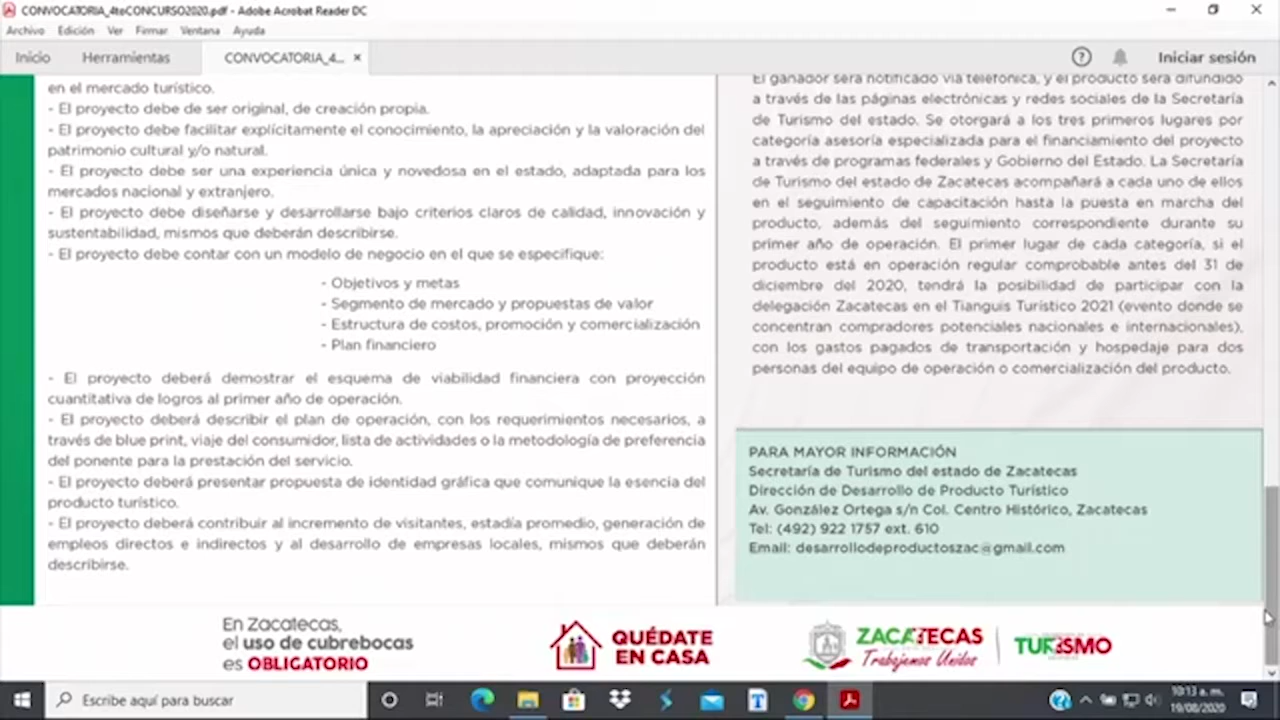 CONVOCATORIA_4toCONCURSO2020.pdf - Adobe Acrobat Reader DC
Archivo Edición Ver Firmar Ventana Ayuda
Inicio Herramientas CONVOCATORIA_4... × Iniciar sesión
en el mercado turístico.
- El proyecto debe de ser original, de creación propia.
- El proyecto debe facilitar explícitamente el conocimiento, la apreciación y la valoración del
patrimonio cultural y/o natural.
- El proyecto debe ser una experiencia única y novedosa en el estado, adaptada para los
mercados nacional y extranjero.
- El proyecto debe diseñarse y desarrollarse bajo criterios claros de calidad, innovación y
sustentabilidad, mismos que deberán describirse.
- El proyecto debe contar con un modelo de negocio en el que se especifique:
- Objetivos y metas
- Segmento de mercado y propuestas de valor
- Estructura de costos, promoción y comercialización
- Plan financiero
- El proyecto deberá demostrar el esquema de viabilidad financiera con proyección
cuantitativa de logros al primer año de operación.
- El proyecto deberá describir el plan de operación, con los requerimientos necesarios, a
través de blue print, viaje del consumidor, lista de actividades o la metodología de preferencia
del ponente para la prestación del servicio.
- El proyecto deberá presentar propuesta de identidad gráfica que comunique la esencia del
producto turístico.
- El proyecto deberá contribuir al incremento de visitantes, estadía promedio, generación de
empleos directos e indirectos y al desarrollo de empresas locales, mismos que deberán
describirse.
El ganador será notificado vía telefónica, y el producto será difundido
a través de las páginas electrónicas y redes sociales de la Secretaría
de Turismo del estado. Se otorgará a los tres primeros lugares por
categoría asesoría especializada para el financiamiento del proyecto
a través de programas federales y Gobierno del Estado. La Secretaría
de Turismo del estado de Zacatecas acompañará a cada uno de ellos
en el seguimiento de capacitación hasta la puesta en marcha del
producto, además del seguimiento correspondiente durante su
primer año de operación. El primer lugar de cada categoría, si el
producto está en operación regular comprobable antes del 31 de
diciembre del 2020, tendrá la posibilidad de participar con la
delegación Zacatecas en el Tianguis Turístico 2021 (evento donde se
concentran compradores potenciales nacionales e internacionales),
con los gastos pagados de transportación y hospedaje para dos
personas del equipo de operación o comercialización del producto.
PARA MAYOR INFORMACIÓN
Secretaría de Turismo del estado de Zacatecas
Dirección de Desarrollo de Producto Turístico
Av. González Ortega s/n Col. Centro Histórico, Zacatecas
Tel: (492) 922 1757 ext. 610
Email: desarrollodeproductoszac@gmail.com
En Zacatecas,
el uso de cubrebocas
es OBLIGATORIO
QUÉDATE
EN CASA
ZACATECAS
Trabajemos Unidos
TURISMO
Escribe aquí para buscar
10:13 a. m.
19/08/2020